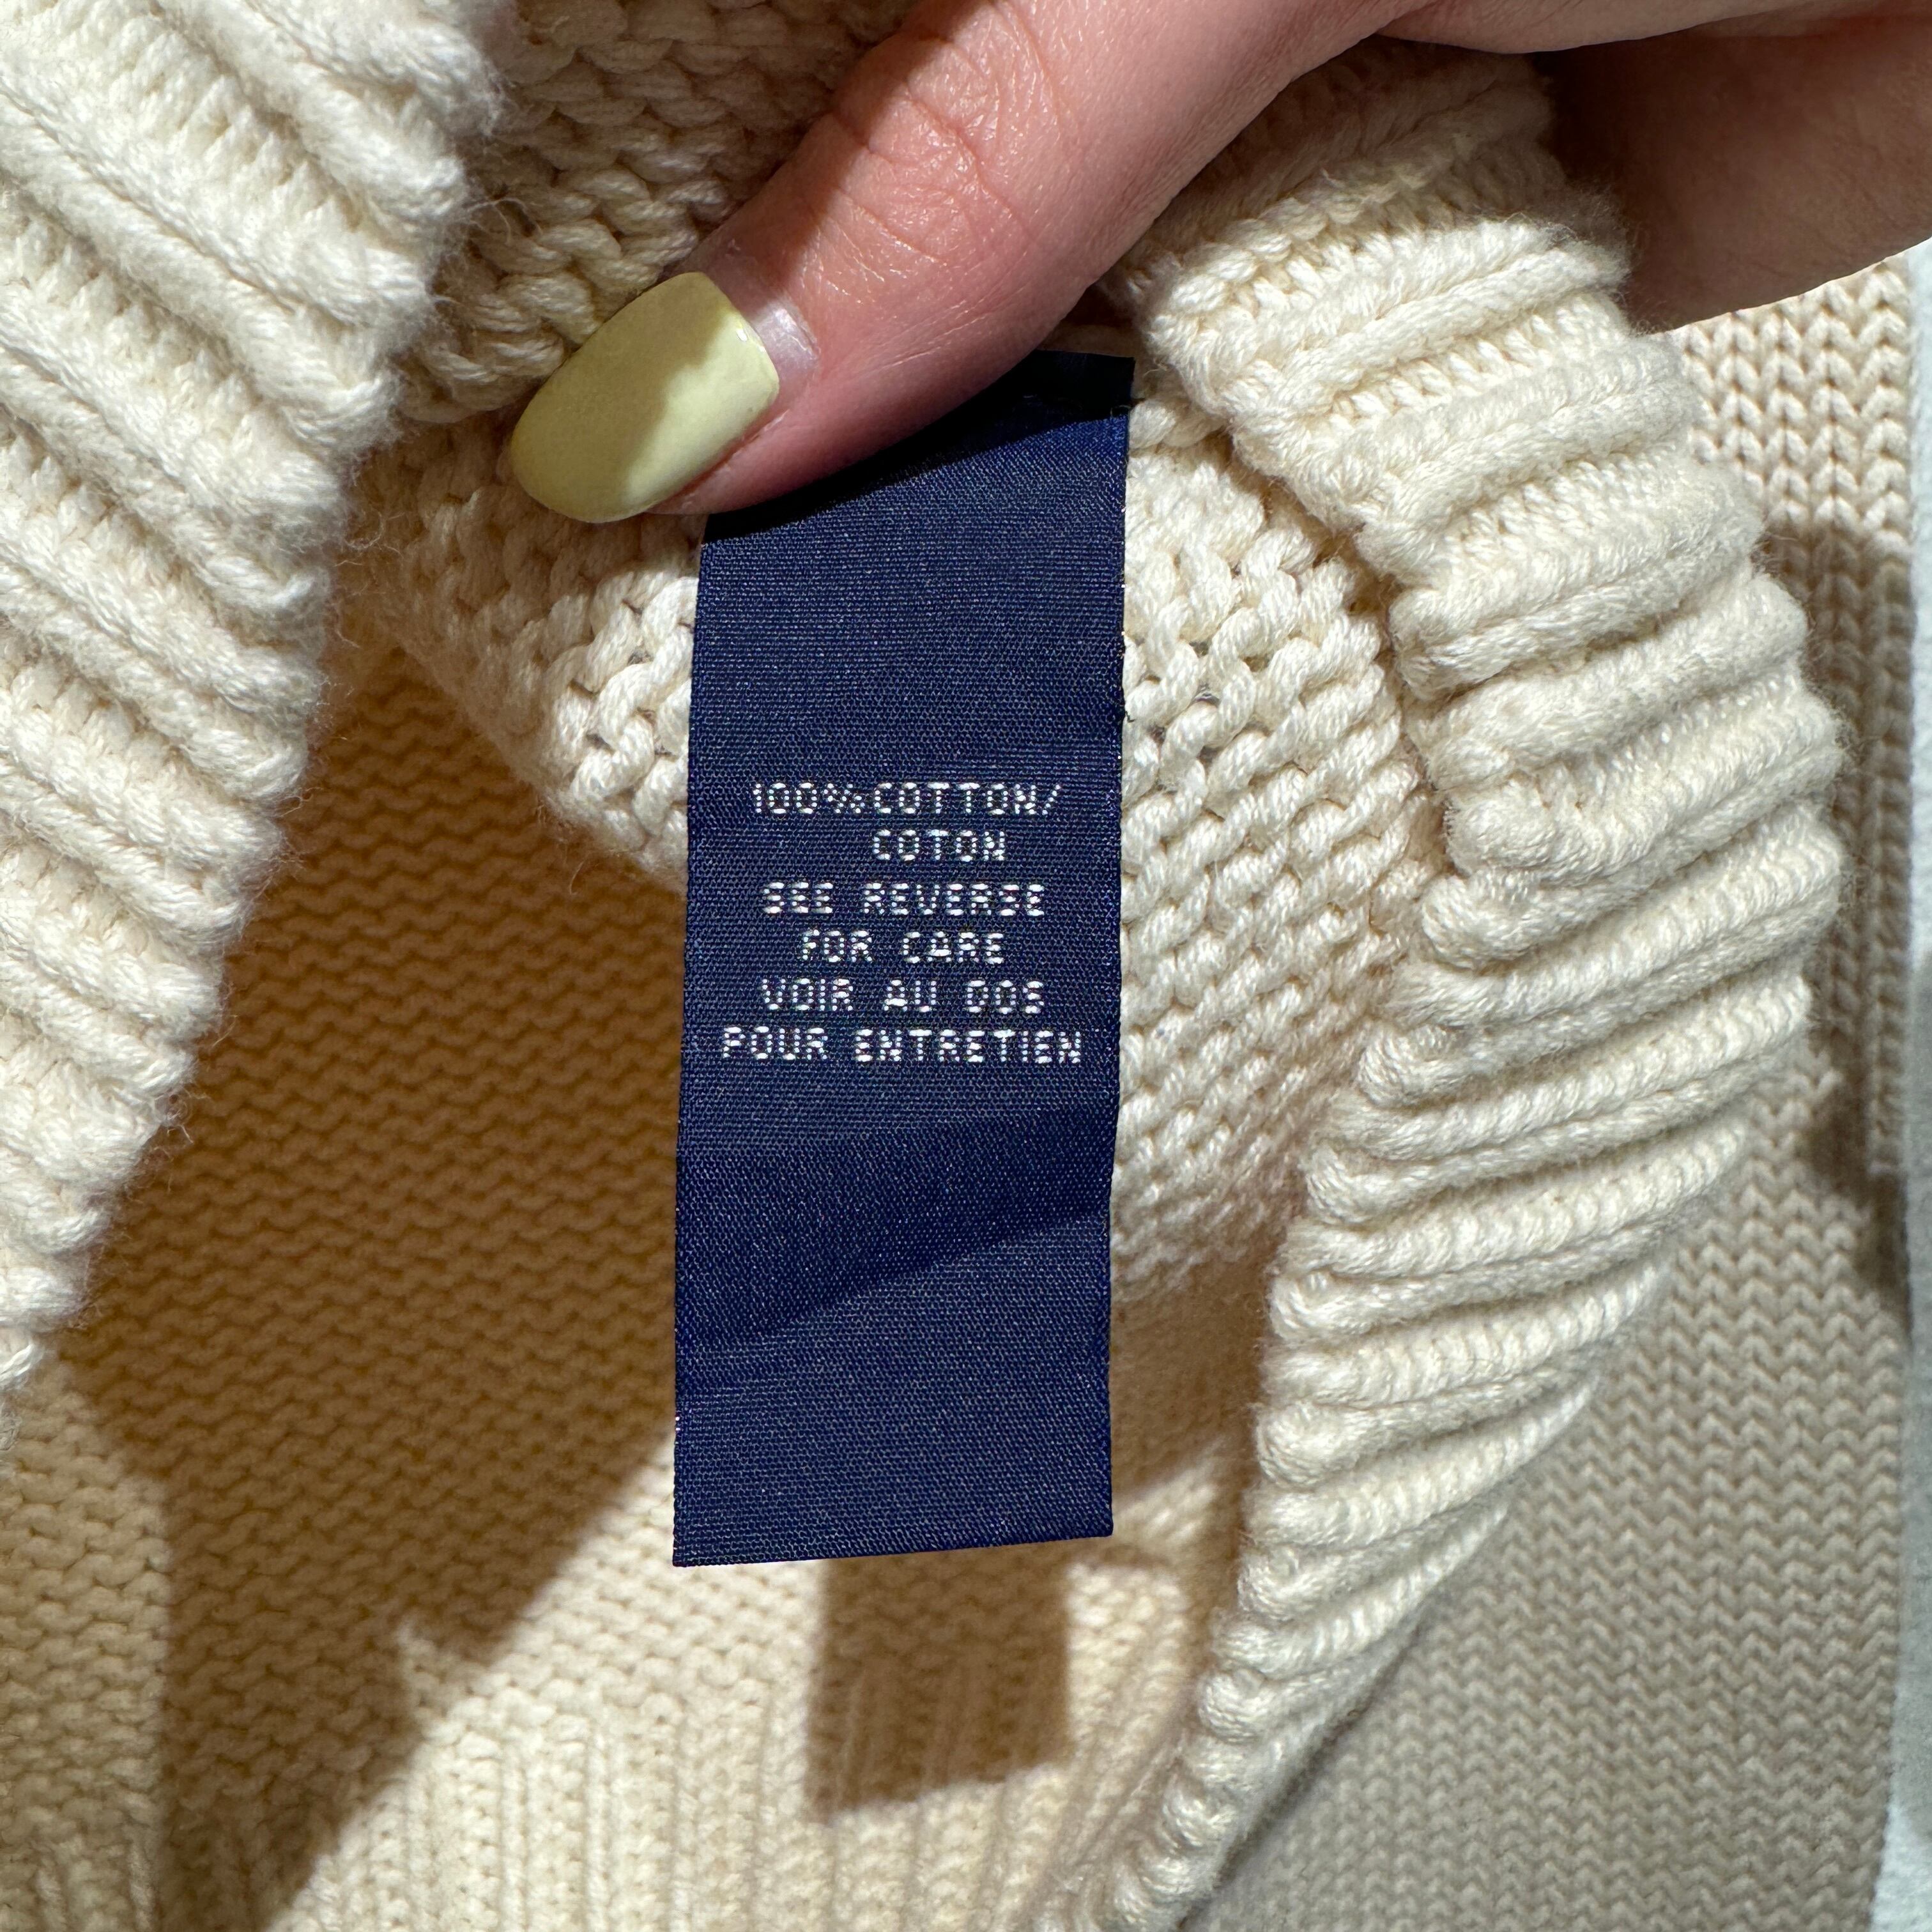 100% COTTON/
COTON
SEE REVERSE
FOR CARE
VOIR AU DOS
POUR ENTRETIEN